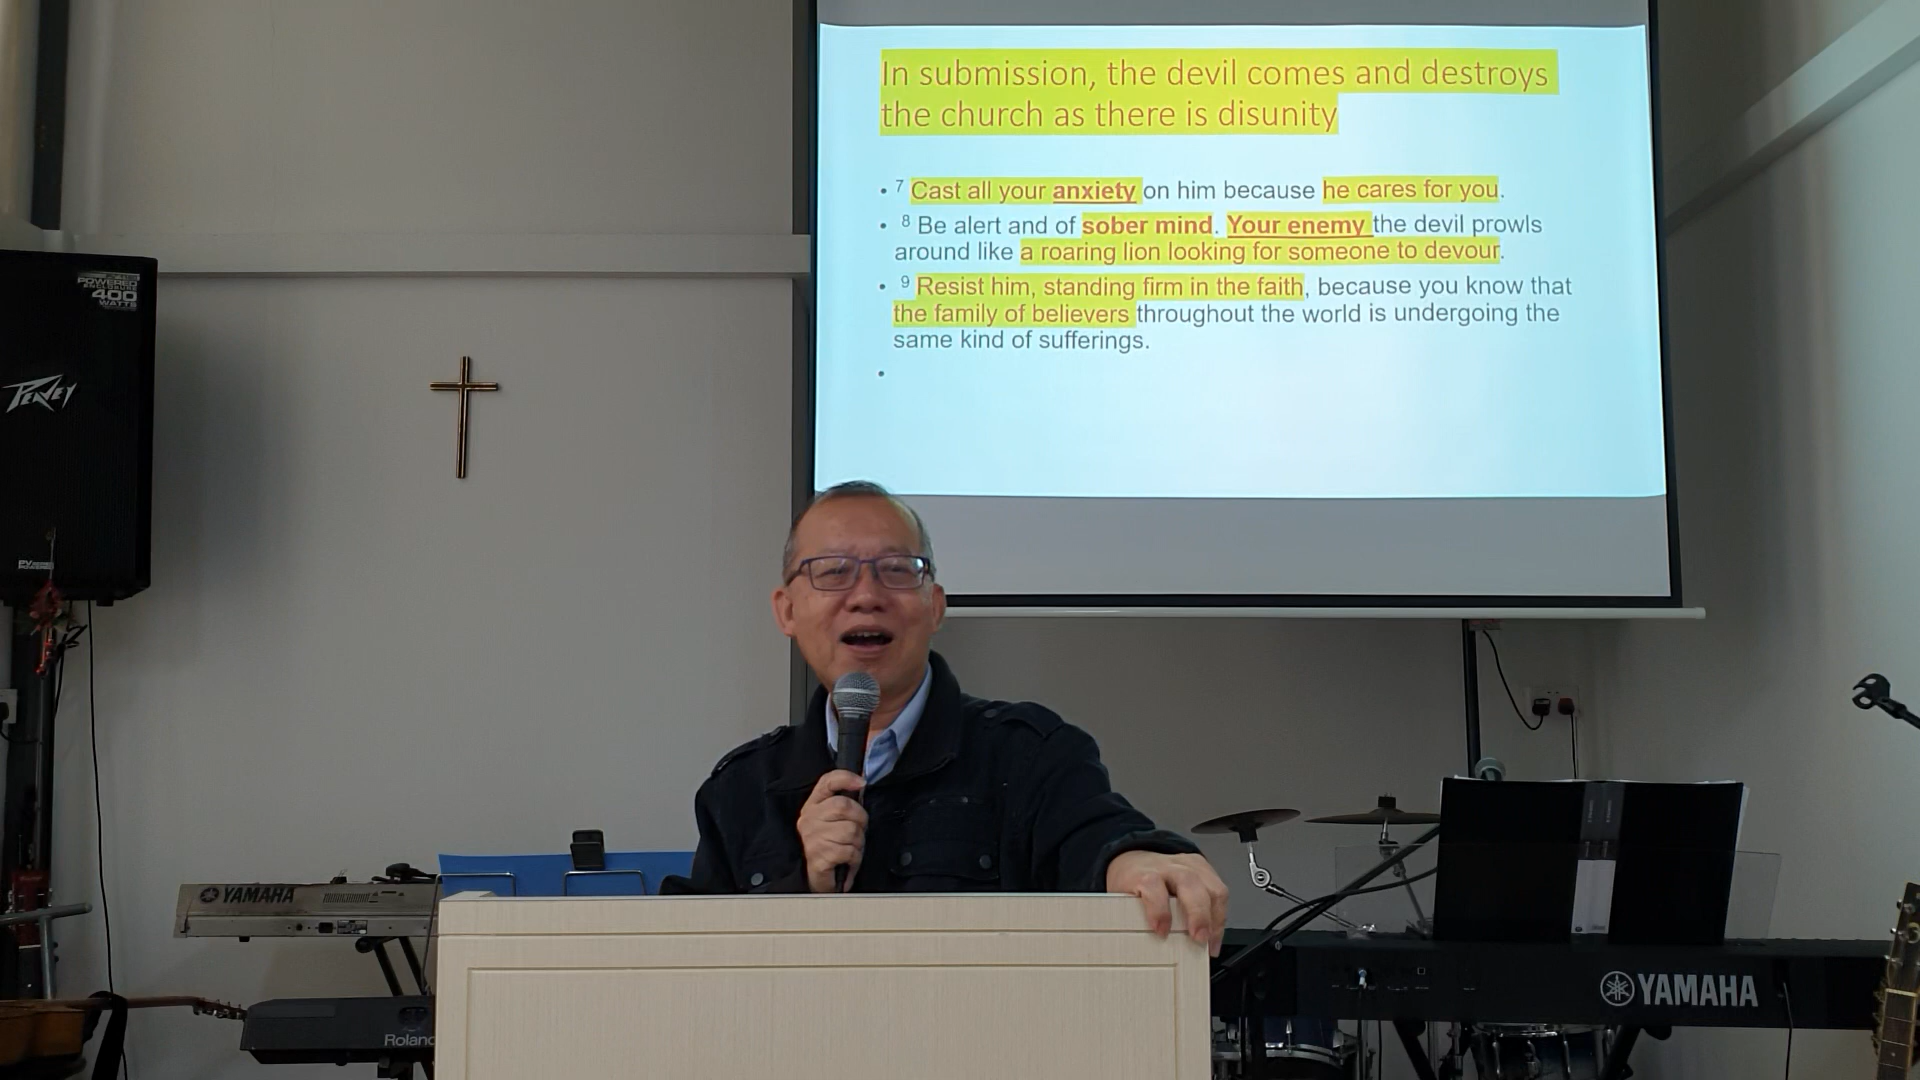 In submission, the devil comes and destroys
the church as there is disunity
• ⁷ Cast all your anxiety on him because he cares for you.
• ⁸ Be alert and of sober mind. Your enemy the devil prowls
around like a roaring lion looking for someone to devour.
• ⁹ Resist him, standing firm in the faith, because you know that
the family of believers throughout the world is undergoing the
same kind of sufferings.
•
POWERED
ENCLOSURE
400
WATTS
PEAVEY
YAMAHA
Roland
YAMAHA